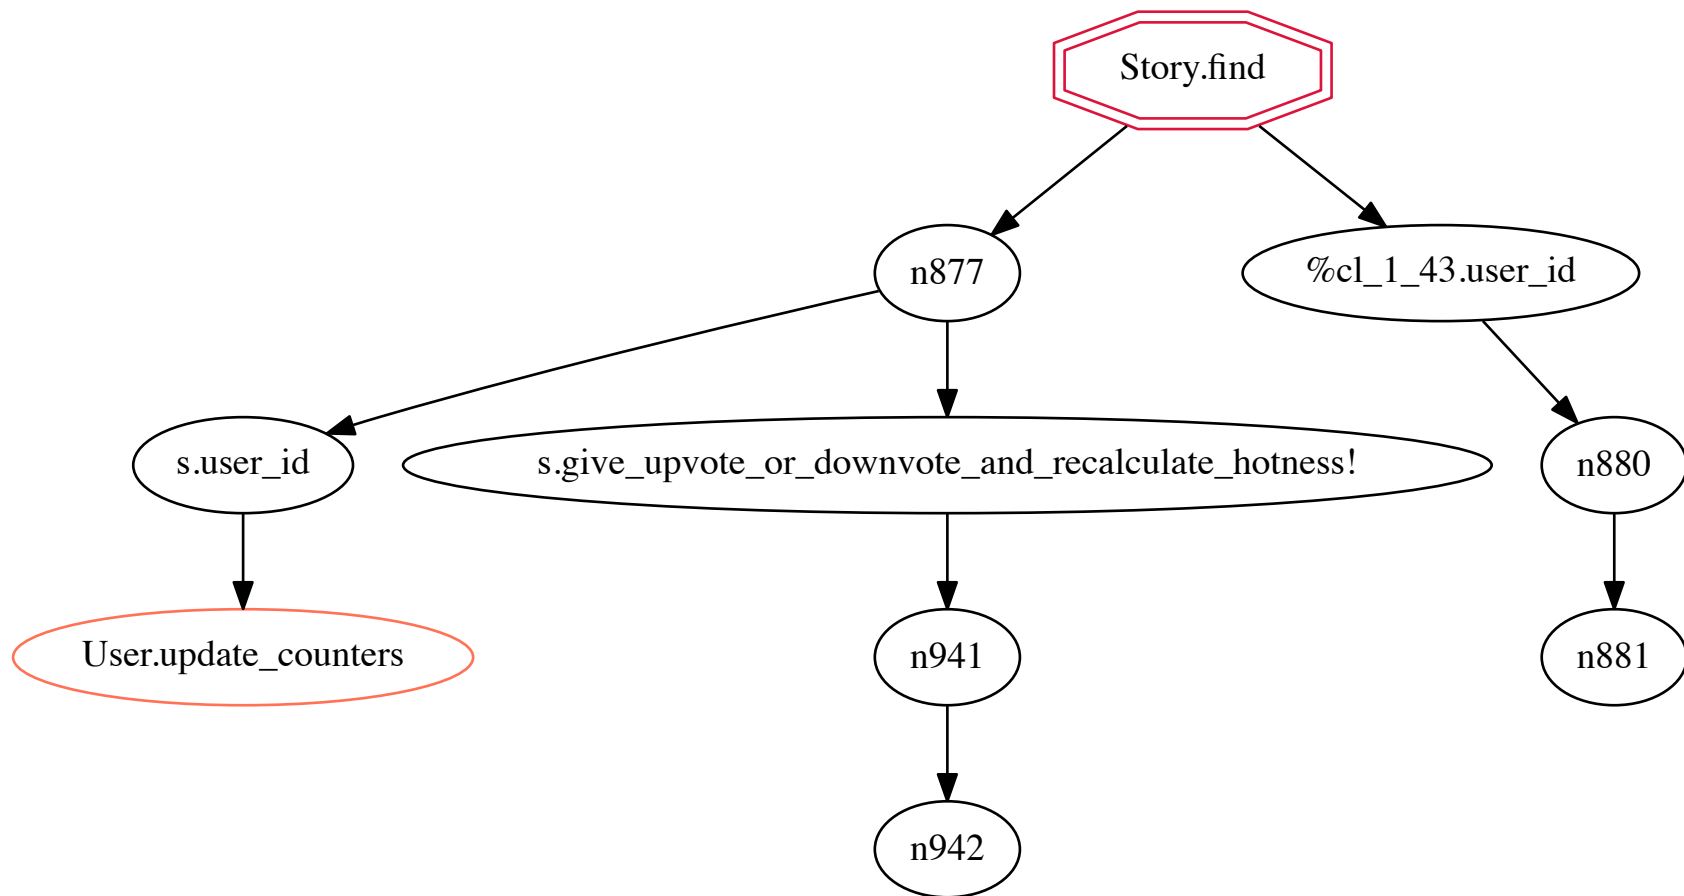 Story.find
n877
%cl_1_43.user_id
s.user_id
s.give_upvote_or_downvote_and_recalculate_hotness!
n880
User.update_counters
n941
n881
n942